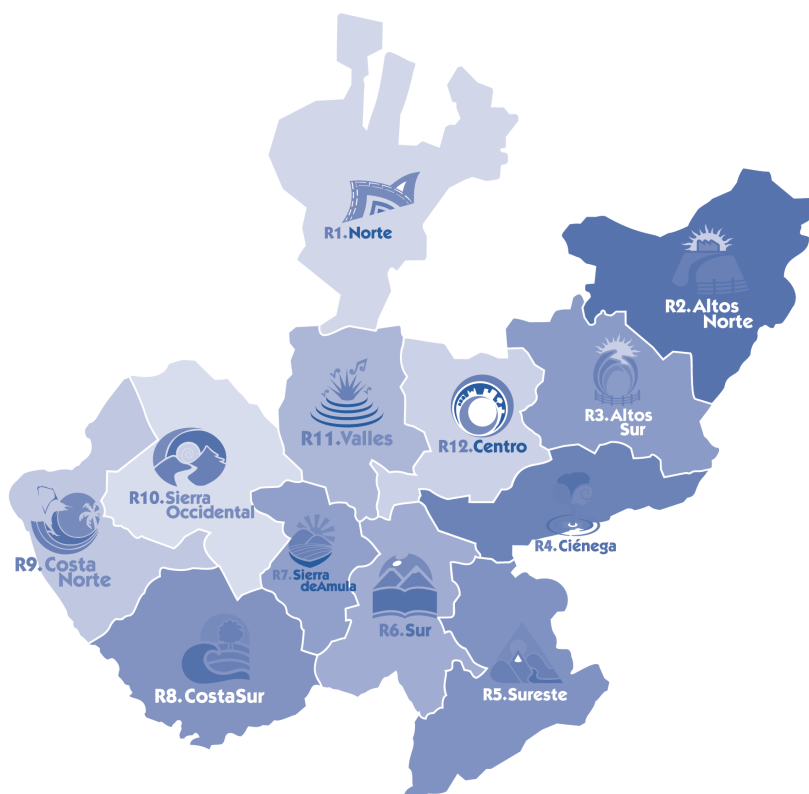 R1.Norte
R2.Altos
Norte
R3.Altos
Sur
R11.Valles
R12.Centro
R10.Sierra
Occidental
R4.Ciénega
R9.Costa
Norte
R7.Sierra
deAmula
R6.Sur
R8.CostaSur
R5.Sureste